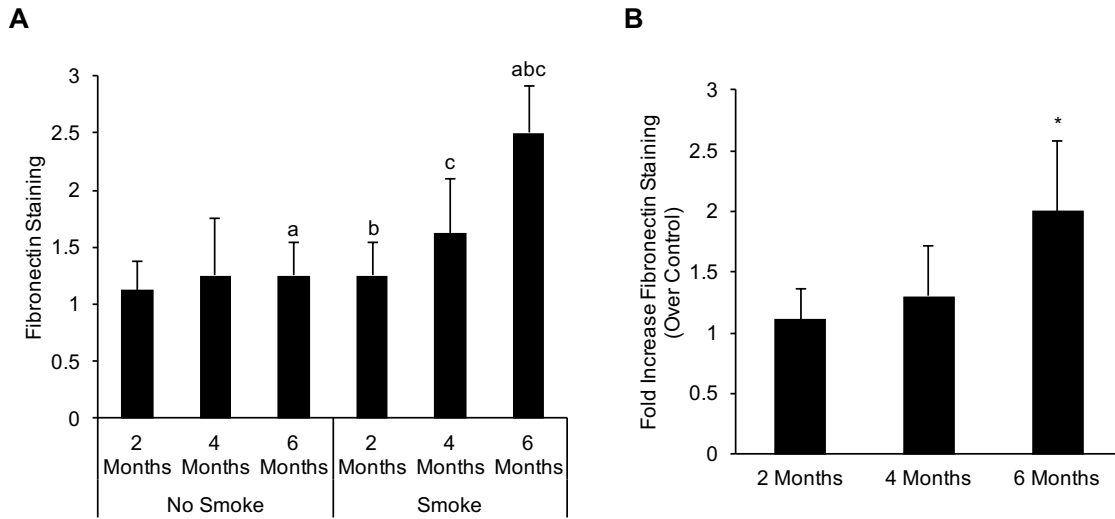 A
Fibronectin Staining
3
2.5
2
1.5
1
0.5
0
a
b
c
abc
2 Months
4 Months
6 Months
2 Months
4 Months
6 Months
No Smoke
Smoke
B
Fold Increase Fibronectin Staining
(Over Control)
3
2.5
2
1.5
1
0.5
0
*
2 Months
4 Months
6 Months